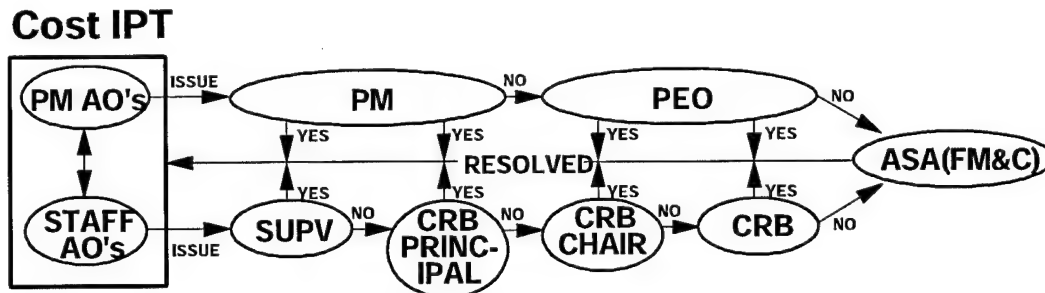 Cost IPT
PM AO's
ISSUE
PM
NO
PEO
NO
YES
YES
YES
YES
RESOLVED
ASA(FM&C)
YES
YES
YES
YES
STAFF
AO's
ISSUE
SUPV
NO
CRB
PRINC-
IPAL
NO
CRB
CHAIR
NO
CRB
NO